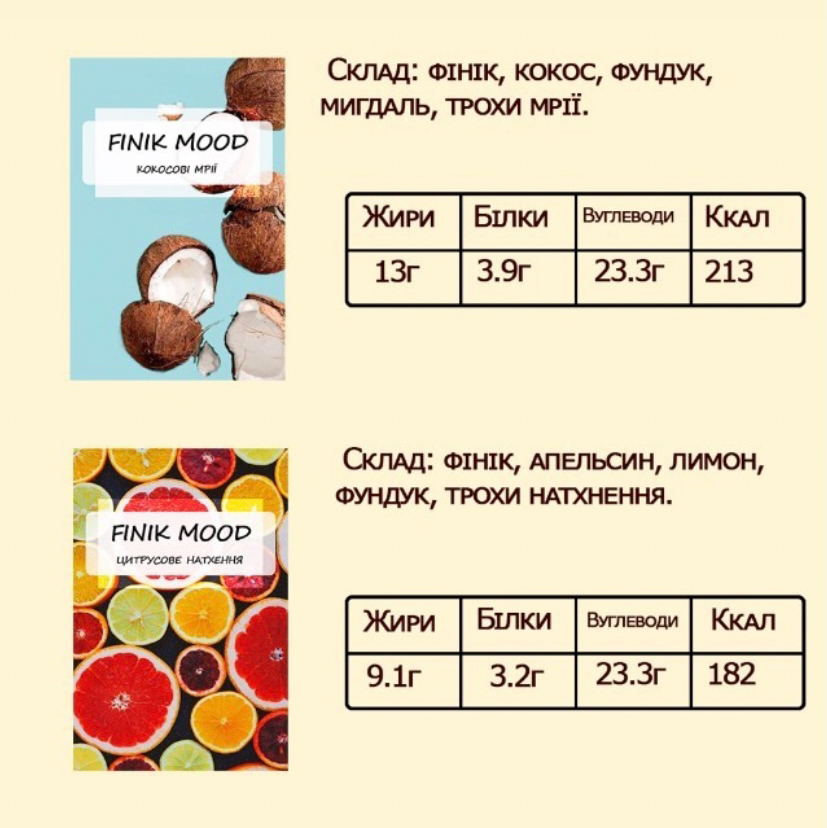 Склад: фінік, кокос, фундук,
мигдаль, трохи мрії.
FINIK MOOD
кокосові мрії
Жири Білки Вуглеводи Ккал
13г 3.9г 23.3г 213
Склад: фінік, апельсин, лимон,
фундук, трохи натхнення.
FINIK MOOD
цитрусове натхення
Жири Білки Вуглеводи Ккал
9.1г 3.2г 23.3г 182